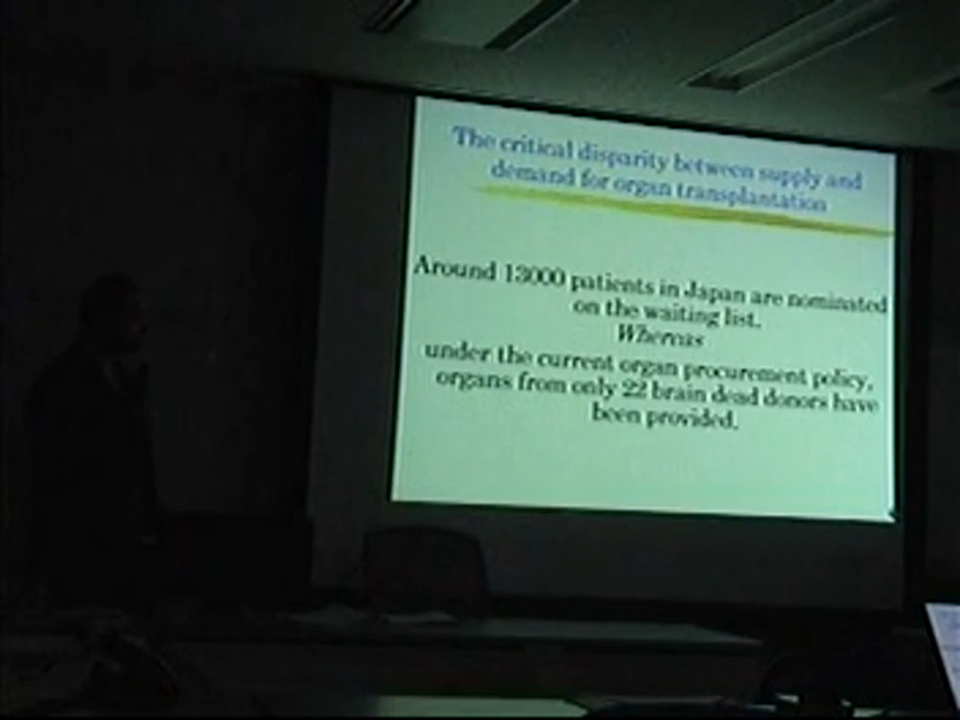 The critical disparity between supply and
demand for organ transplantation
Around 13000 patients in Japan are nominated
on the waiting list.
Whereas
under the current organ procurement policy,
organs from only 22 brain dead donors have
been provided.